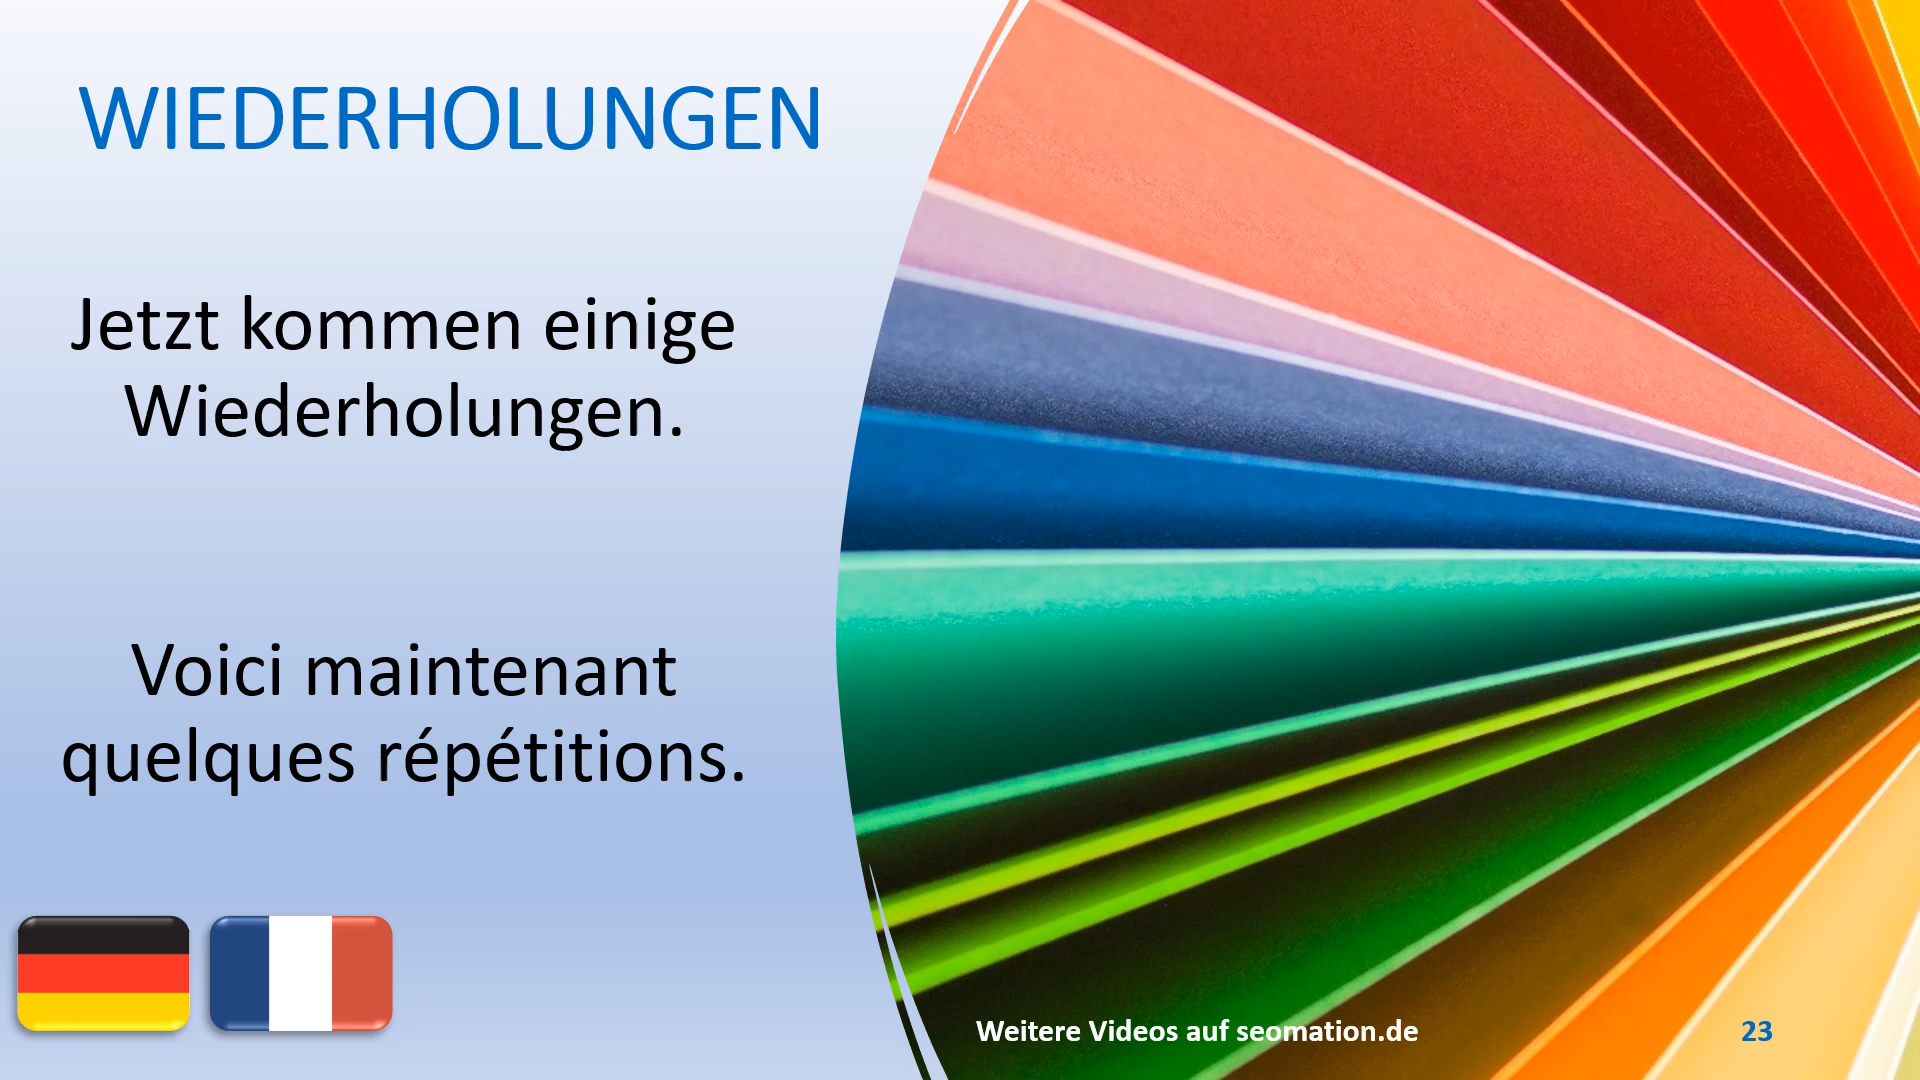 WIEDERHOLUNGEN
Jetzt kommen einige
Wiederholungen.
Voici maintenant
quelques répétitions.
Weitere Videos auf seomation.de
23